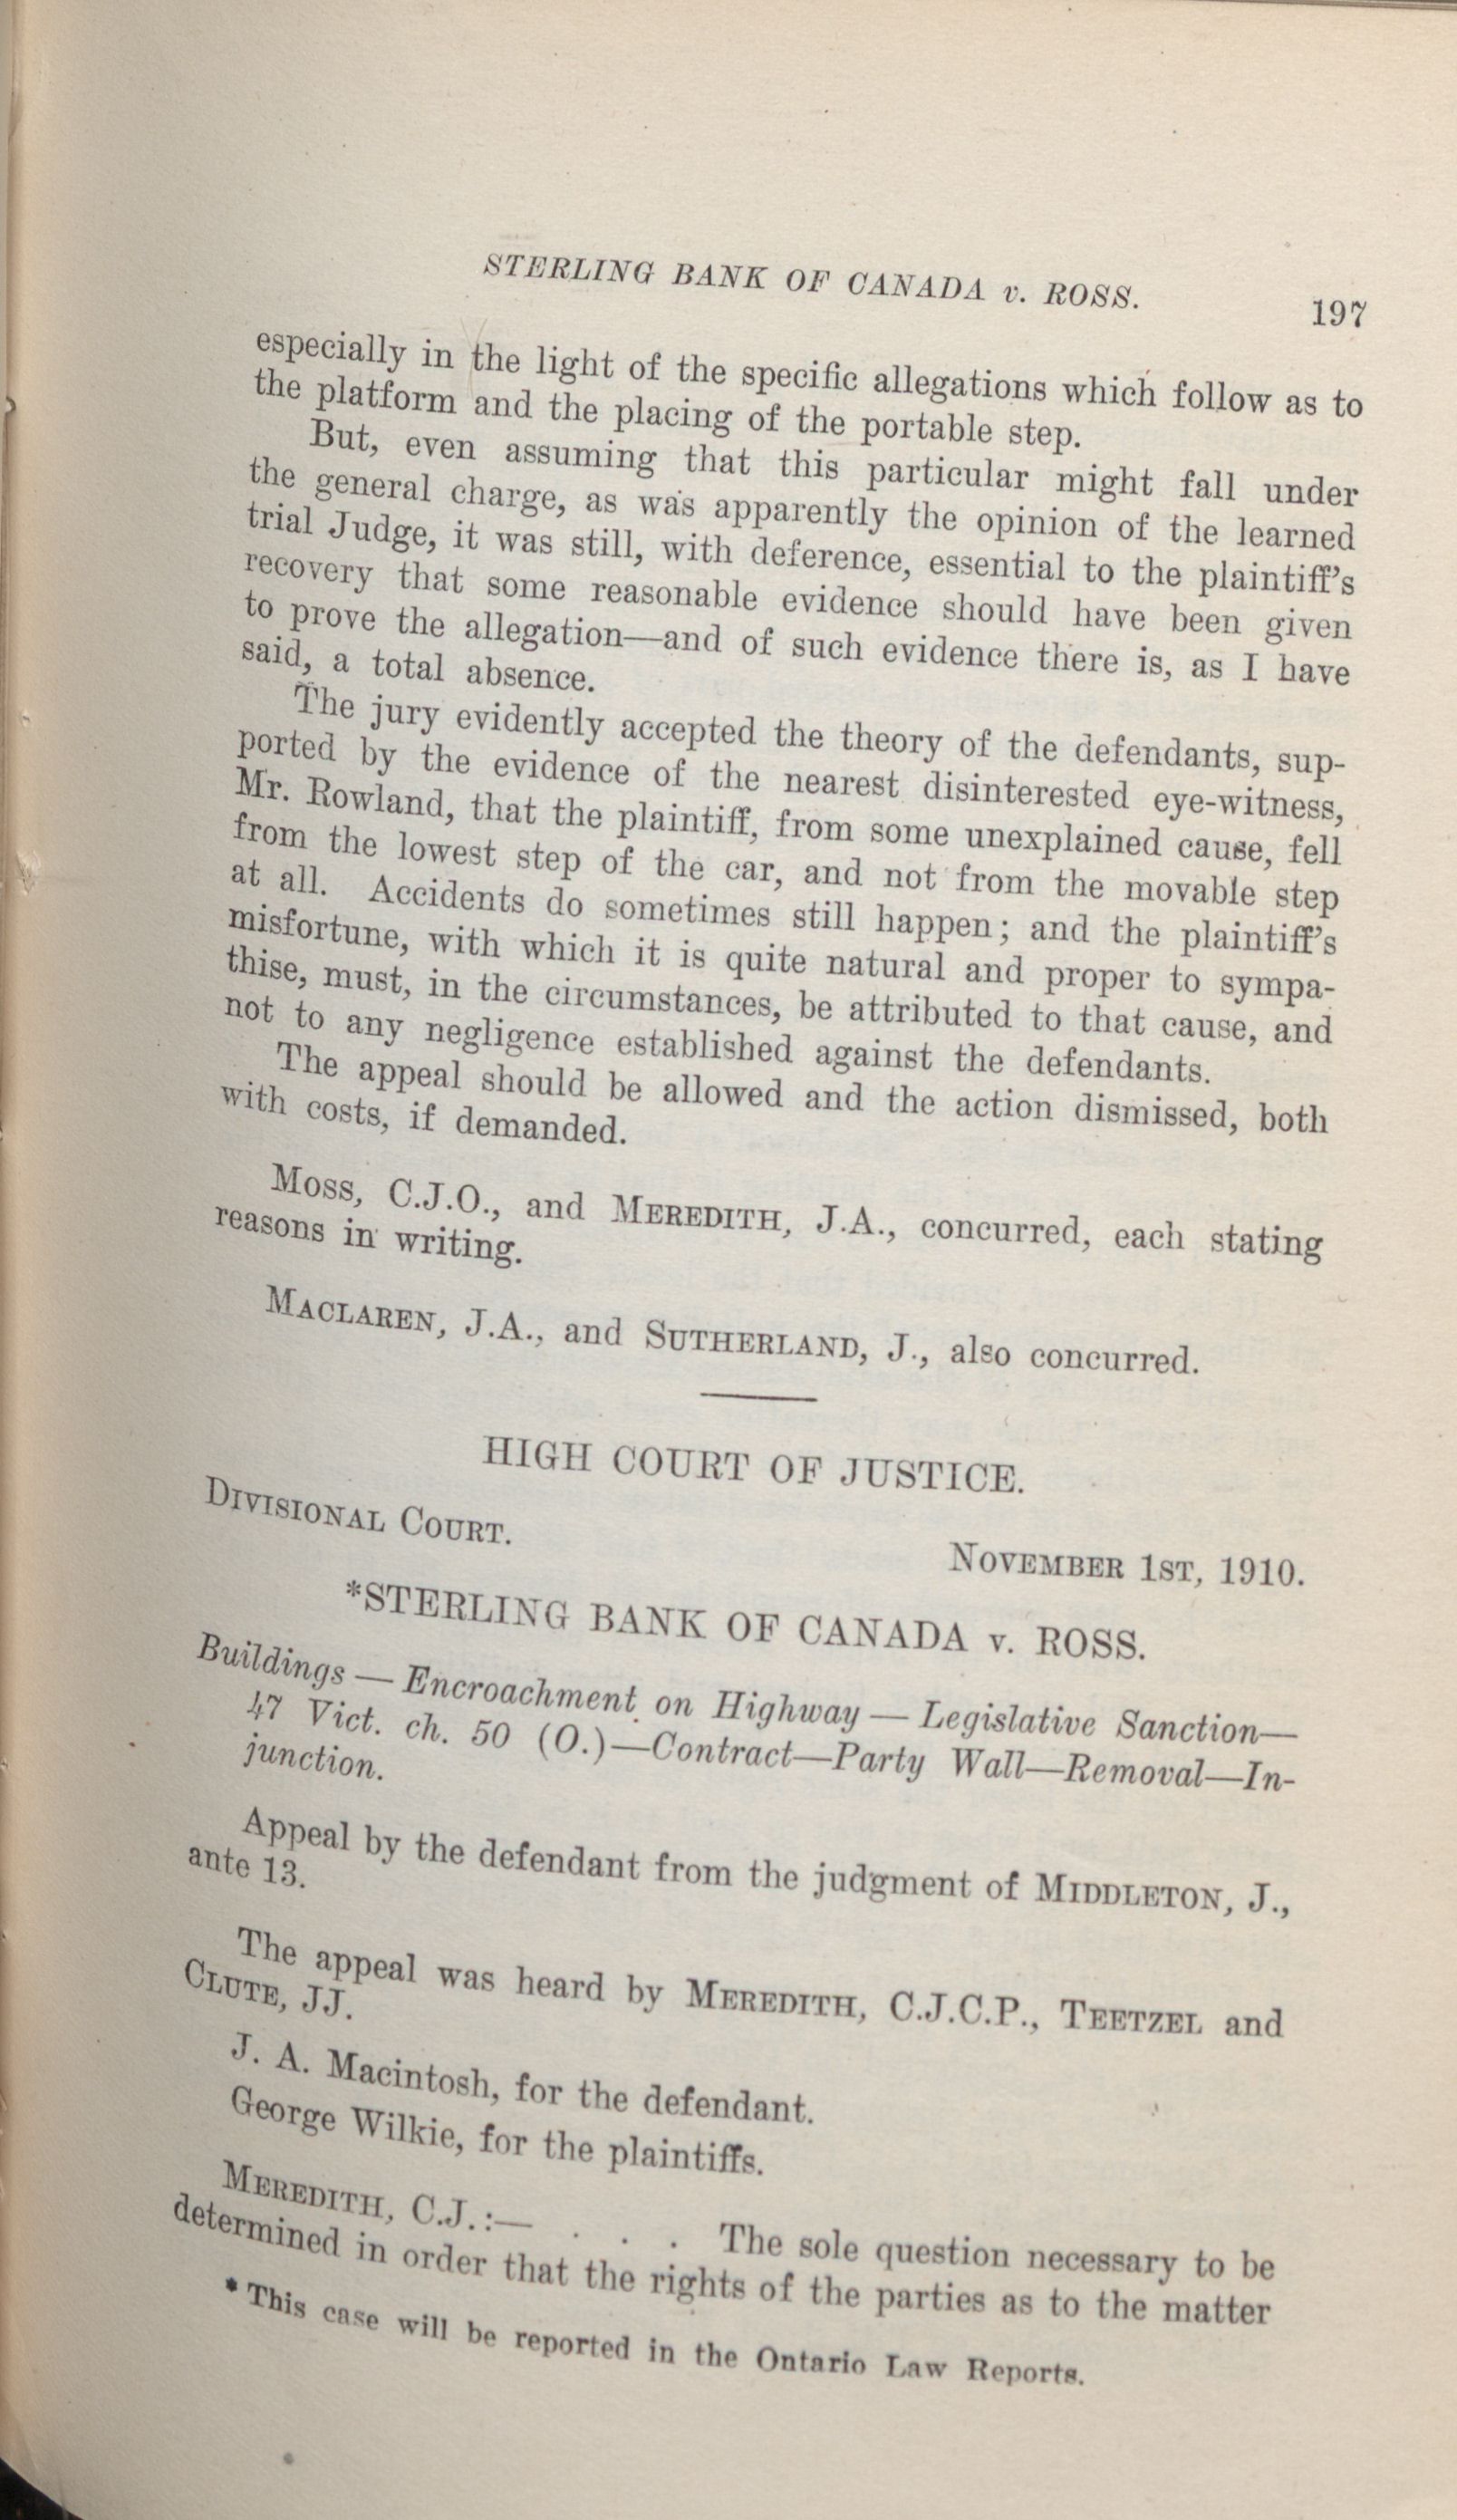 STERLING BANK OF CANADA v. ROSS.
197
especially in the light of the specific allegations which follow as to
the platform and the placing of the portable step.
But, even assuming that this particular might fall under
the general charge, as was apparently the opinion of the learned
trial Judge, it was still, with deference, essential to the plaintiff's
recovery that some reasonable evidence should have been given
to prove the allegation—and of such evidence there is, as I have
said, a total absence.
The jury evidently accepted the theory of the defendants, sup-
ported by the evidence of the nearest disinterested eye-witness,
Mr. Rowland, that the plaintiff, from some unexplained cause, fell
from the lowest step of the car, and not from the movable step
at all. Accidents do sometimes still happen; and the plaintiff's
misfortune, with which it is quite natural and proper to sympa-
thise, must, in the circumstances, be attributed to that cause, and
not to any negligence established against the defendants.
The appeal should be allowed and the action dismissed, both
with costs, if demanded.
MOSS, C.J.O., and MEREDITH, J.A., concurred, each stating
reasons in writing.
MACLAREN, J.A., and SUTHERLAND, J., also concurred.
HIGH COURT OF JUSTICE.
DIVISIONAL COURT.
NOVEMBER 1ST, 1910.
*STERLING BANK OF CANADA v. ROSS.
Buildings — Encroachment on Highway — Legislative Sanction—
47 Vict. ch. 50 (O.)—Contract—Party Wall—Removal—In-
junction.
Appeal by the defendant from the judgment of MIDDLETON, J.,
ante 13.
The appeal was heard by MEREDITH, C.J.C.P., TEETZEL and
CLUTE, JJ.
J. A. Macintosh, for the defendant.
George Wilkie, for the plaintiffs.
MEREDITH, C.J.:— . . . The sole question necessary to be
determined in order that the rights of the parties as to the matter
* This case will be reported in the Ontario Law Reports.